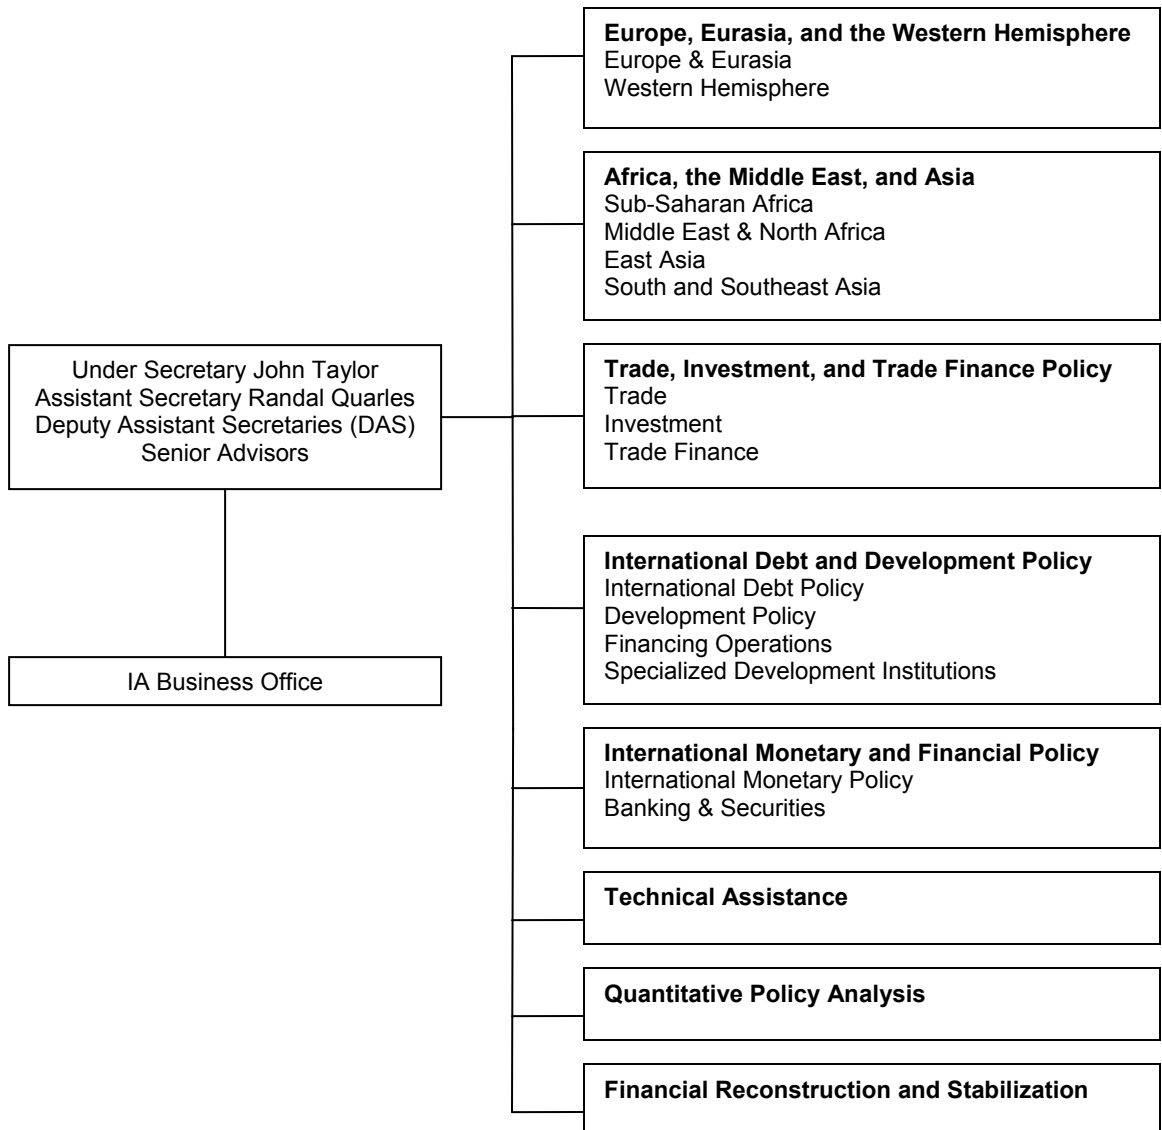 Europe, Eurasia, and the Western Hemisphere
Europe & Eurasia
Western Hemisphere
Africa, the Middle East, and Asia
Sub-Saharan Africa
Middle East & North Africa
East Asia
South and Southeast Asia
Under Secretary John Taylor
Assistant Secretary Randal Quarles
Deputy Assistant Secretaries (DAS)
Senior Advisors
Trade, Investment, and Trade Finance Policy
Trade
Investment
Trade Finance
International Debt and Development Policy
International Debt Policy
Development Policy
Financing Operations
Specialized Development Institutions
IA Business Office
International Monetary and Financial Policy
International Monetary Policy
Banking & Securities
Technical Assistance
Quantitative Policy Analysis
Financial Reconstruction and Stabilization